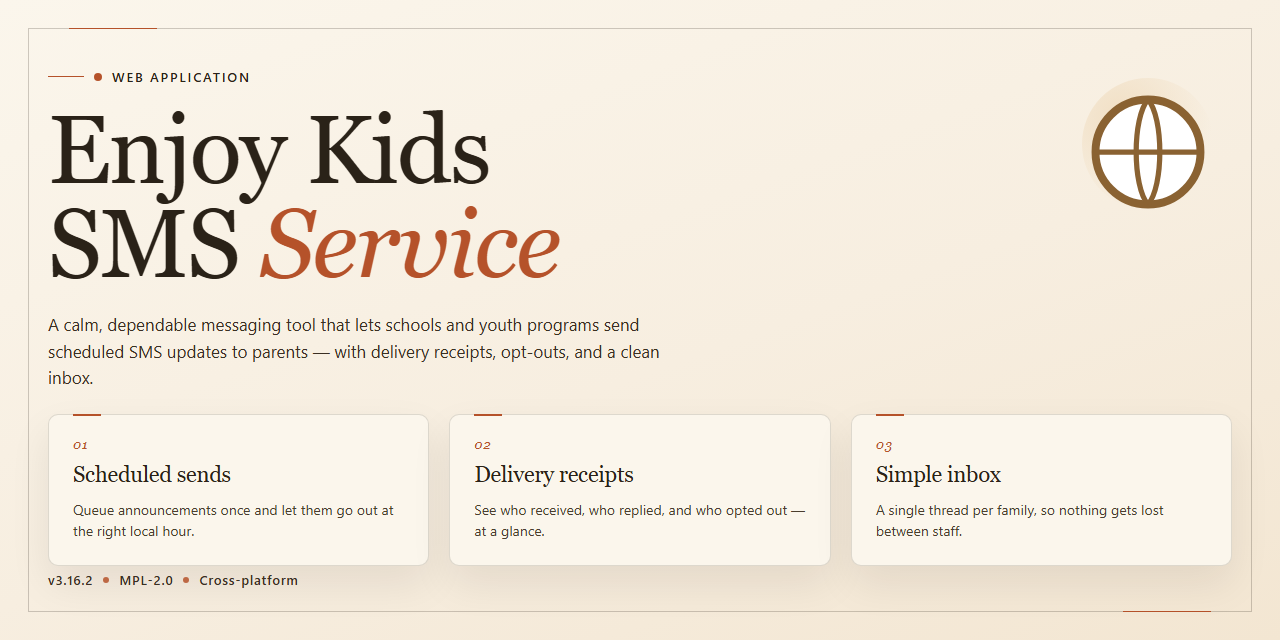 WEB APPLICATION
Enjoy Kids
SMS Service
A calm, dependable messaging tool that lets schools and youth programs send
scheduled SMS updates to parents — with delivery receipts, opt-outs, and a clean
inbox.
01
Scheduled sends
Queue announcements once and let them go out at
the right local hour.
02
Delivery receipts
See who received, who replied, and who opted out —
at a glance.
03
Simple inbox
A single thread per family, so nothing gets lost
between staff.
v3.16.2 • MPL-2.0 • Cross-platform